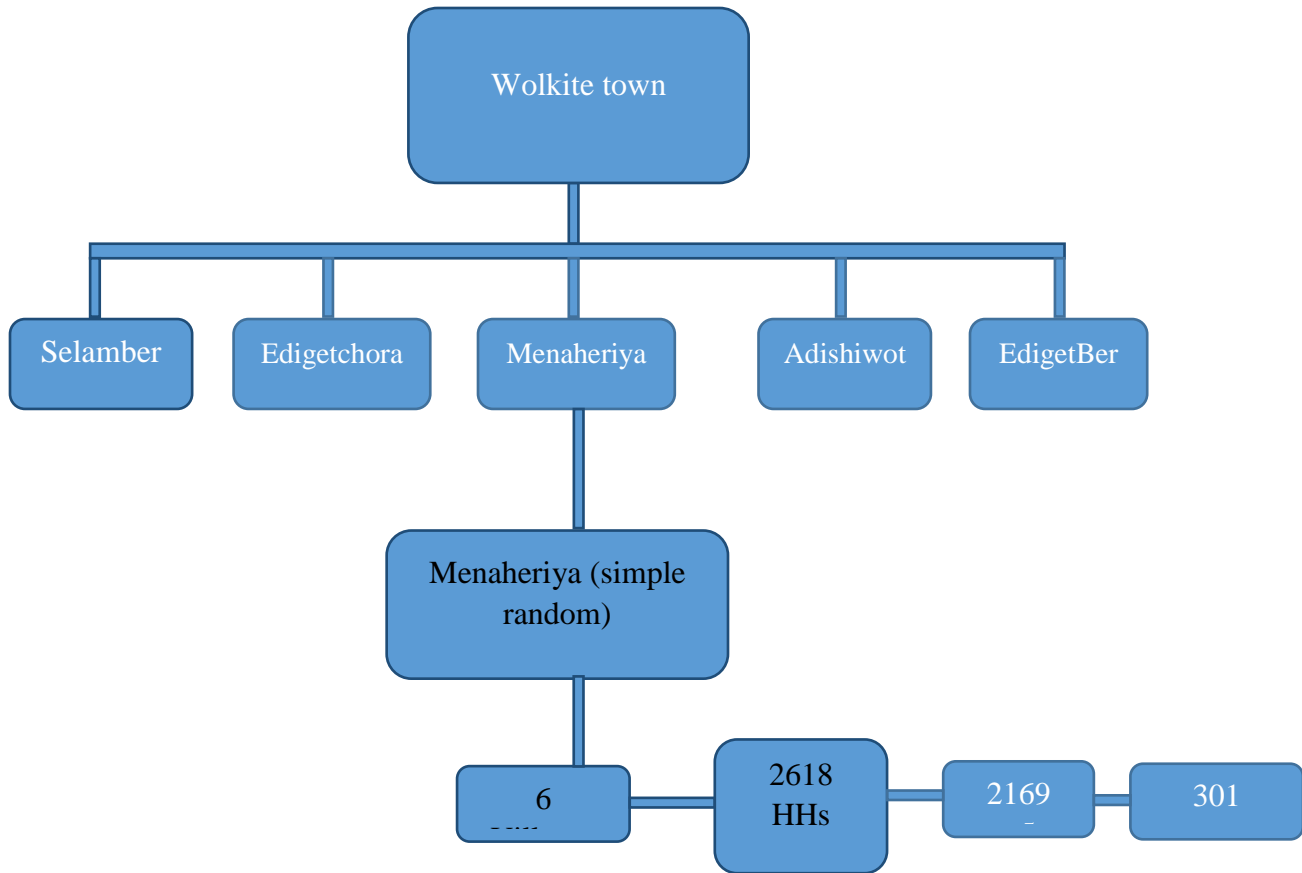 Wolkite town
Selamber
Edigetchora
Menaheriya
Adishiwot
EdigetBer
Menaheriya (simple
random)
6
2618
HHs
2169
301